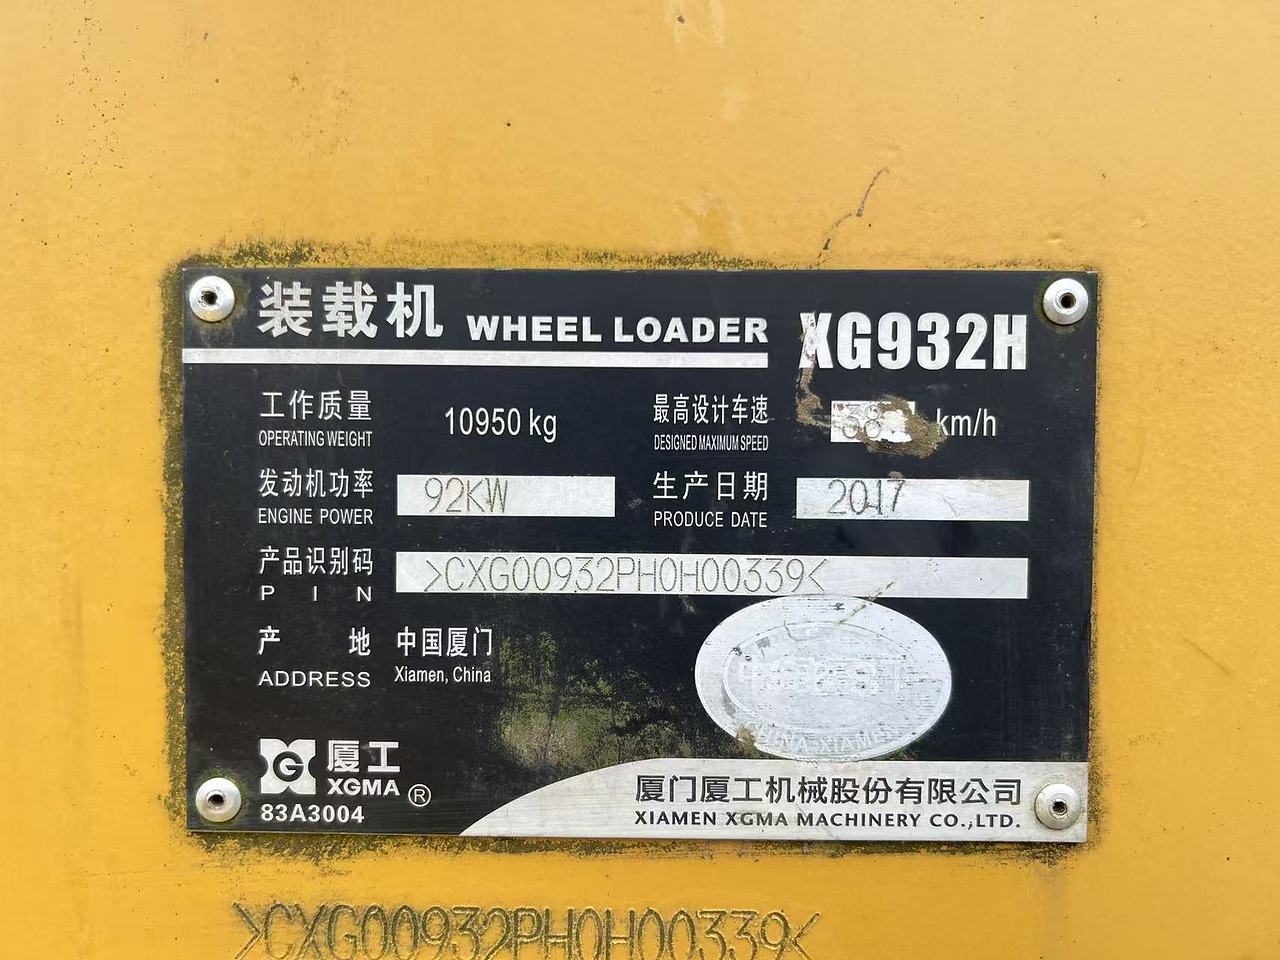 装载机 WHEEL LOADER XG932H
工作质量 10950 kg 最高设计车速 38 km/h
OPERATING WEIGHT DESIGNED MAXIMUM SPEED
发动机功率 92KW 生产日期 2017
ENGINE POWER PRODUCE DATE
产品识别码 >CXG00932PH0H00339<
PIN
产地 中国厦门
ADDRESS Xiamen, China
CHINA XIAMEN
厦工
XGMA ®
83A3004
厦门厦工机械股份有限公司
XIAMEN XGMA MACHINERY CO.,LTD.
>CXG00932PH0H00339<